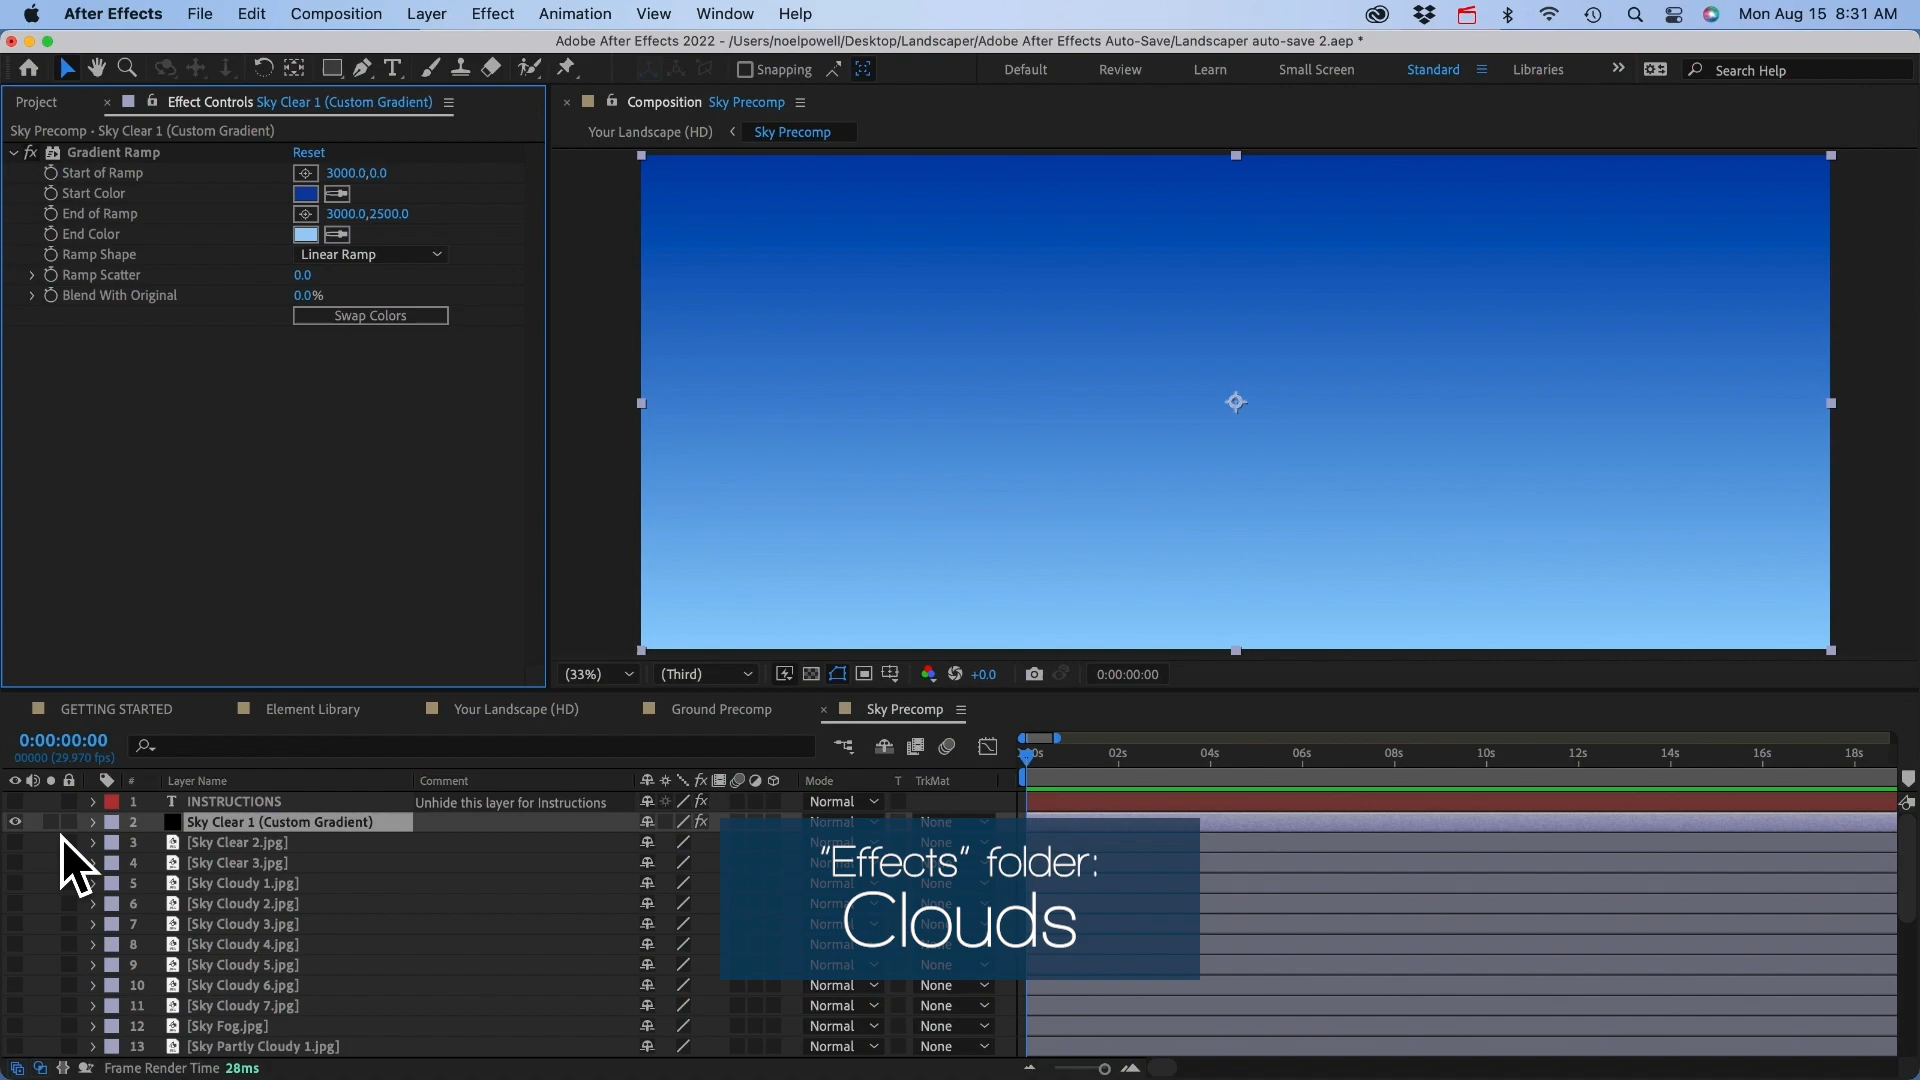 After Effects File Edit Composition Layer Effect Animation View Window Help Mon Aug 15 8:31 AM
Adobe After Effects 2022 - /Users/noelpowell/Desktop/Landscaper/Adobe After Effects Auto-Save/Landscaper auto-save 2.aep *
Snapping Default Review Learn Small Screen Standard Libraries Search Help
Project Effect Controls Sky Clear 1 (Custom Gradient)
Composition Sky Precomp
Sky Precomp • Sky Clear 1 (Custom Gradient)
Your Landscape (HD) Sky Precomp
fx Gradient Ramp Reset
Start of Ramp 3000.0,0.0
Start Color
End of Ramp 3000.0,2500.0
End Color
Ramp Shape Linear Ramp
Ramp Scatter 0.0
Blend With Original 0.0%
Swap Colors
(33%) (Third) +0.0 0:00:00:00
GETTING STARTED Element Library Your Landscape (HD) Ground Precomp Sky Precomp
0:00:00:00
00000 (29.970 fps)
02s 04s 06s 08s 10s 12s 14s 16s 18s
# Layer Name Comment fx Mode T TrkMat
1 T INSTRUCTIONS Unhide this layer for Instructions fx Normal
2 Sky Clear 1 (Custom Gradient) fx Normal None
3 [Sky Clear 2.jpg]
4 [Sky Clear 3.jpg]
5 [Sky Cloudy 1.jpg] Normal None
6 [Sky Cloudy 2.jpg]
7 [Sky Cloudy 3.jpg]
8 [Sky Cloudy 4.jpg]
9 [Sky Cloudy 5.jpg] Normal None
10 [Sky Cloudy 6.jpg] Normal None
11 [Sky Cloudy 7.jpg] Normal None
12 [Sky Fog.jpg] Normal None
13 [Sky Partly Cloudy 1.jpg] Normal None
"Effects" folder:
Clouds
Frame Render Time 28ms